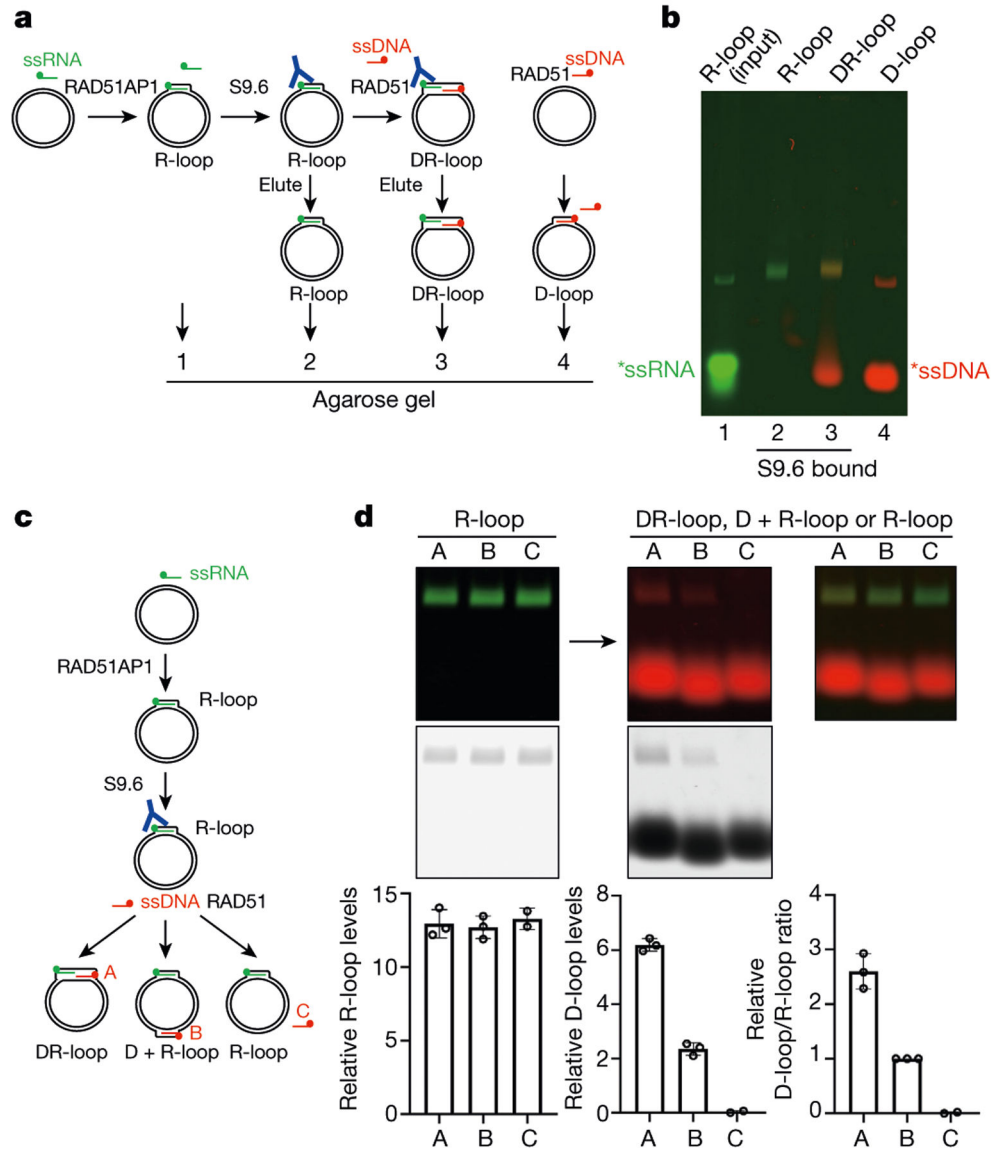 a
ssRNA
RAD51AP1
R-loop
S9.6
R-loop
ssDNA
RAD51
DR-loop
RAD51
ssDNA
Elute
Elute
R-loop
DR-loop
D-loop
1 2 3 4
Agarose gel
b
R-loop
(input)
R-loop
DR-loop
D-loop
*ssRNA
*ssDNA
1 2 3 4
S9.6 bound
c
ssRNA
RAD51AP1
R-loop
S9.6
R-loop
ssDNA RAD51
A
B
C
DR-loop
D + R-loop
R-loop
d
R-loop
DR-loop, D + R-loop or R-loop
A B C
A B C
A B C
Relative R-loop levels
15
10
5
0
A B C
Relative D-loop levels
8
6
4
2
0
A B C
Relative
D-loop/R-loop ratio
4
3
2
1
0
A B C